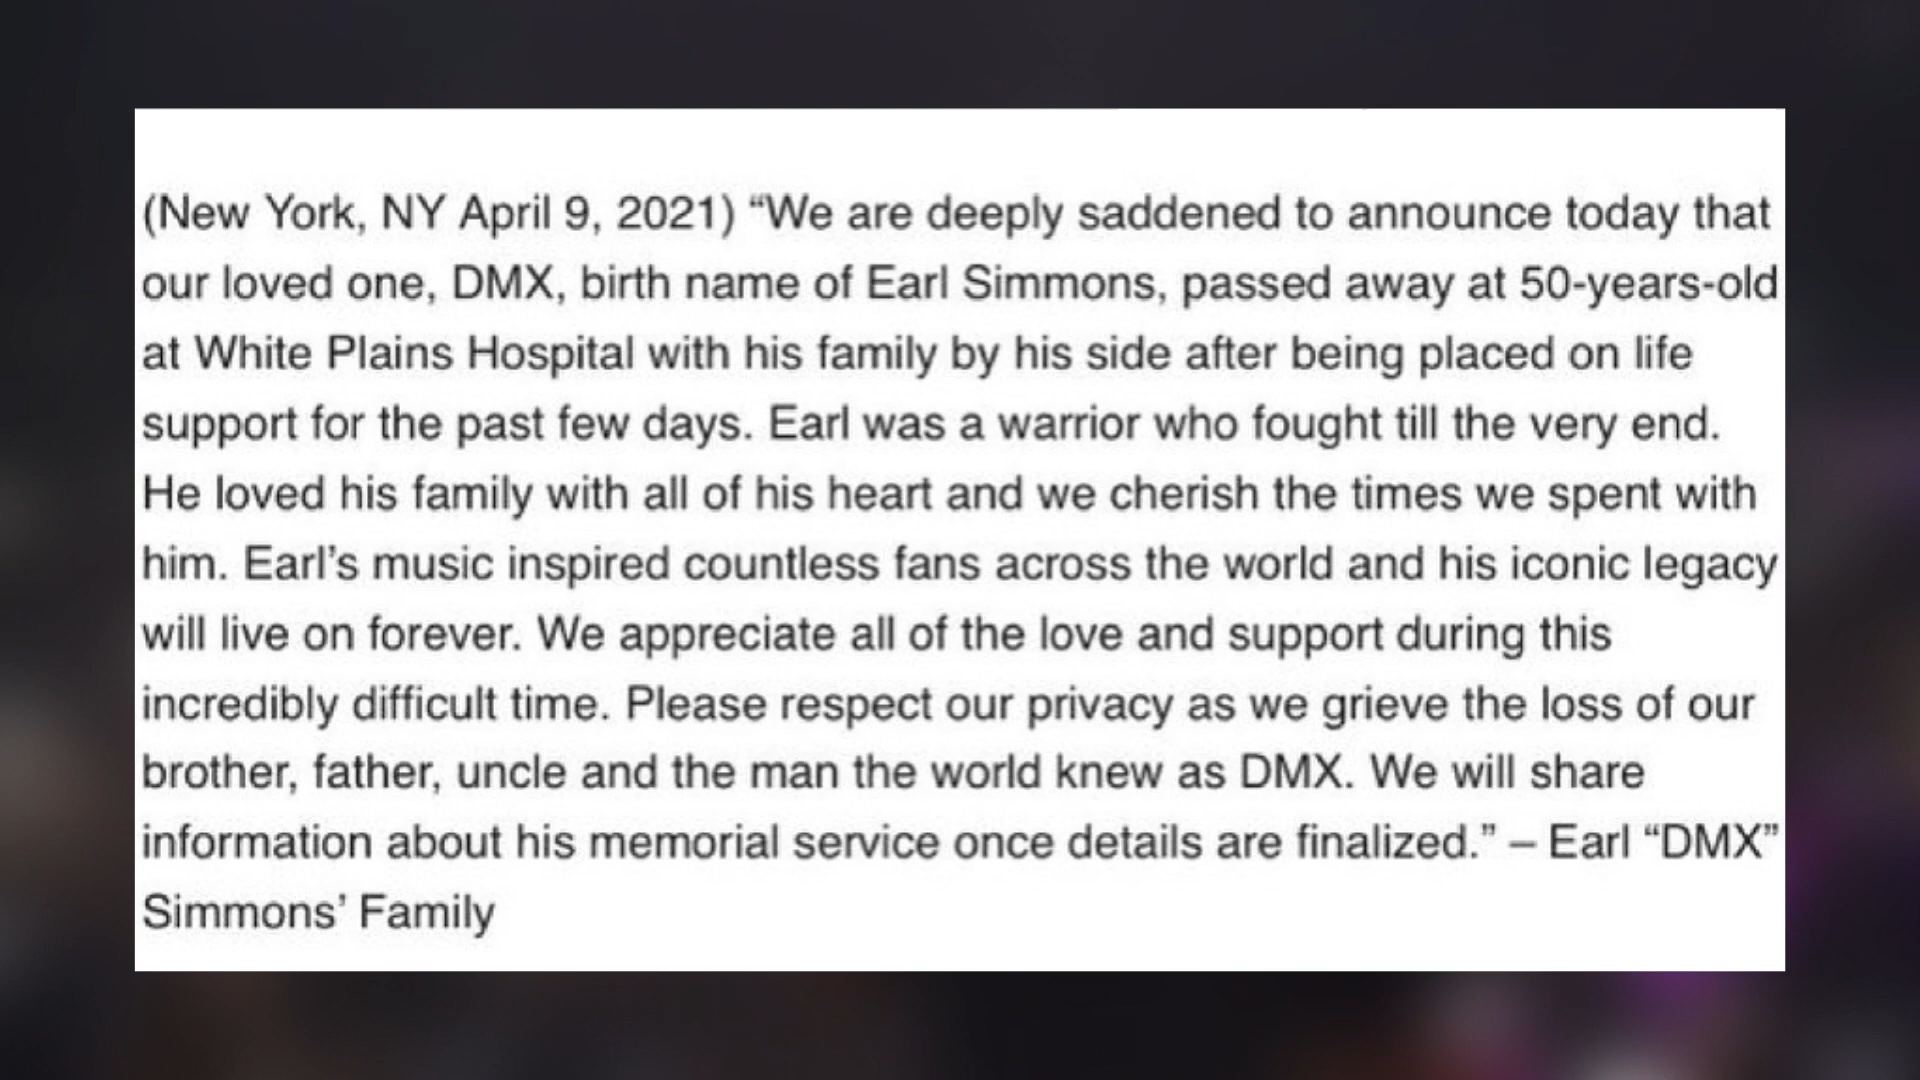 (New York, NY April 9, 2021) “We are deeply saddened to announce today that
our loved one, DMX, birth name of Earl Simmons, passed away at 50-years-old
at White Plains Hospital with his family by his side after being placed on life
support for the past few days. Earl was a warrior who fought till the very end.
He loved his family with all of his heart and we cherish the times we spent with
him. Earl’s music inspired countless fans across the world and his iconic legacy
will live on forever. We appreciate all of the love and support during this
incredibly difficult time. Please respect our privacy as we grieve the loss of our
brother, father, uncle and the man the world knew as DMX. We will share
information about his memorial service once details are finalized.” – Earl “DMX”
Simmons’ Family